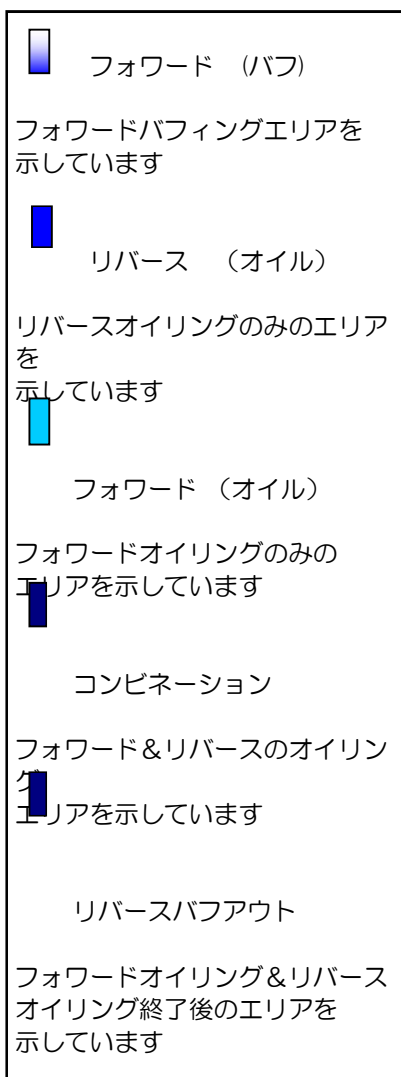 フォワード (バフ)
フォワードバフィングエリアを
示しています
リバース （オイル）
リバースオイリングのみのエリア
を
示しています
フォワード （オイル）
フォワードオイリングのみの
エリアを示しています
コンビネーション
フォワード＆リバースのオイリン
グ
エリアを示しています
リバースバフアウト
フォワードオイリング＆リバース
オイリング終了後のエリアを
示しています